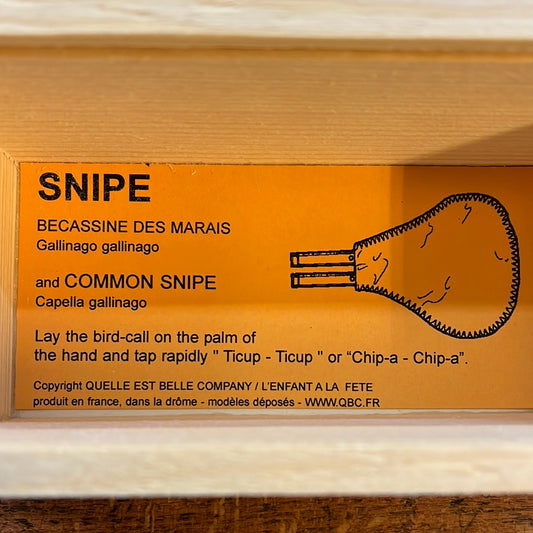 SNIPE
BECASSINE DES MARAIS
Gallinago gallinago
and COMMON SNIPE
Capella gallinago
Lay the bird-call on the palm of
the hand and tap rapidly " Ticup - Ticup " or “Chip-a - Chip-a”.
Copyright QUELLE EST BELLE COMPANY / L'ENFANT A LA FETE
produit en france, dans la drôme - modèles déposés - WWW.QBC.FR